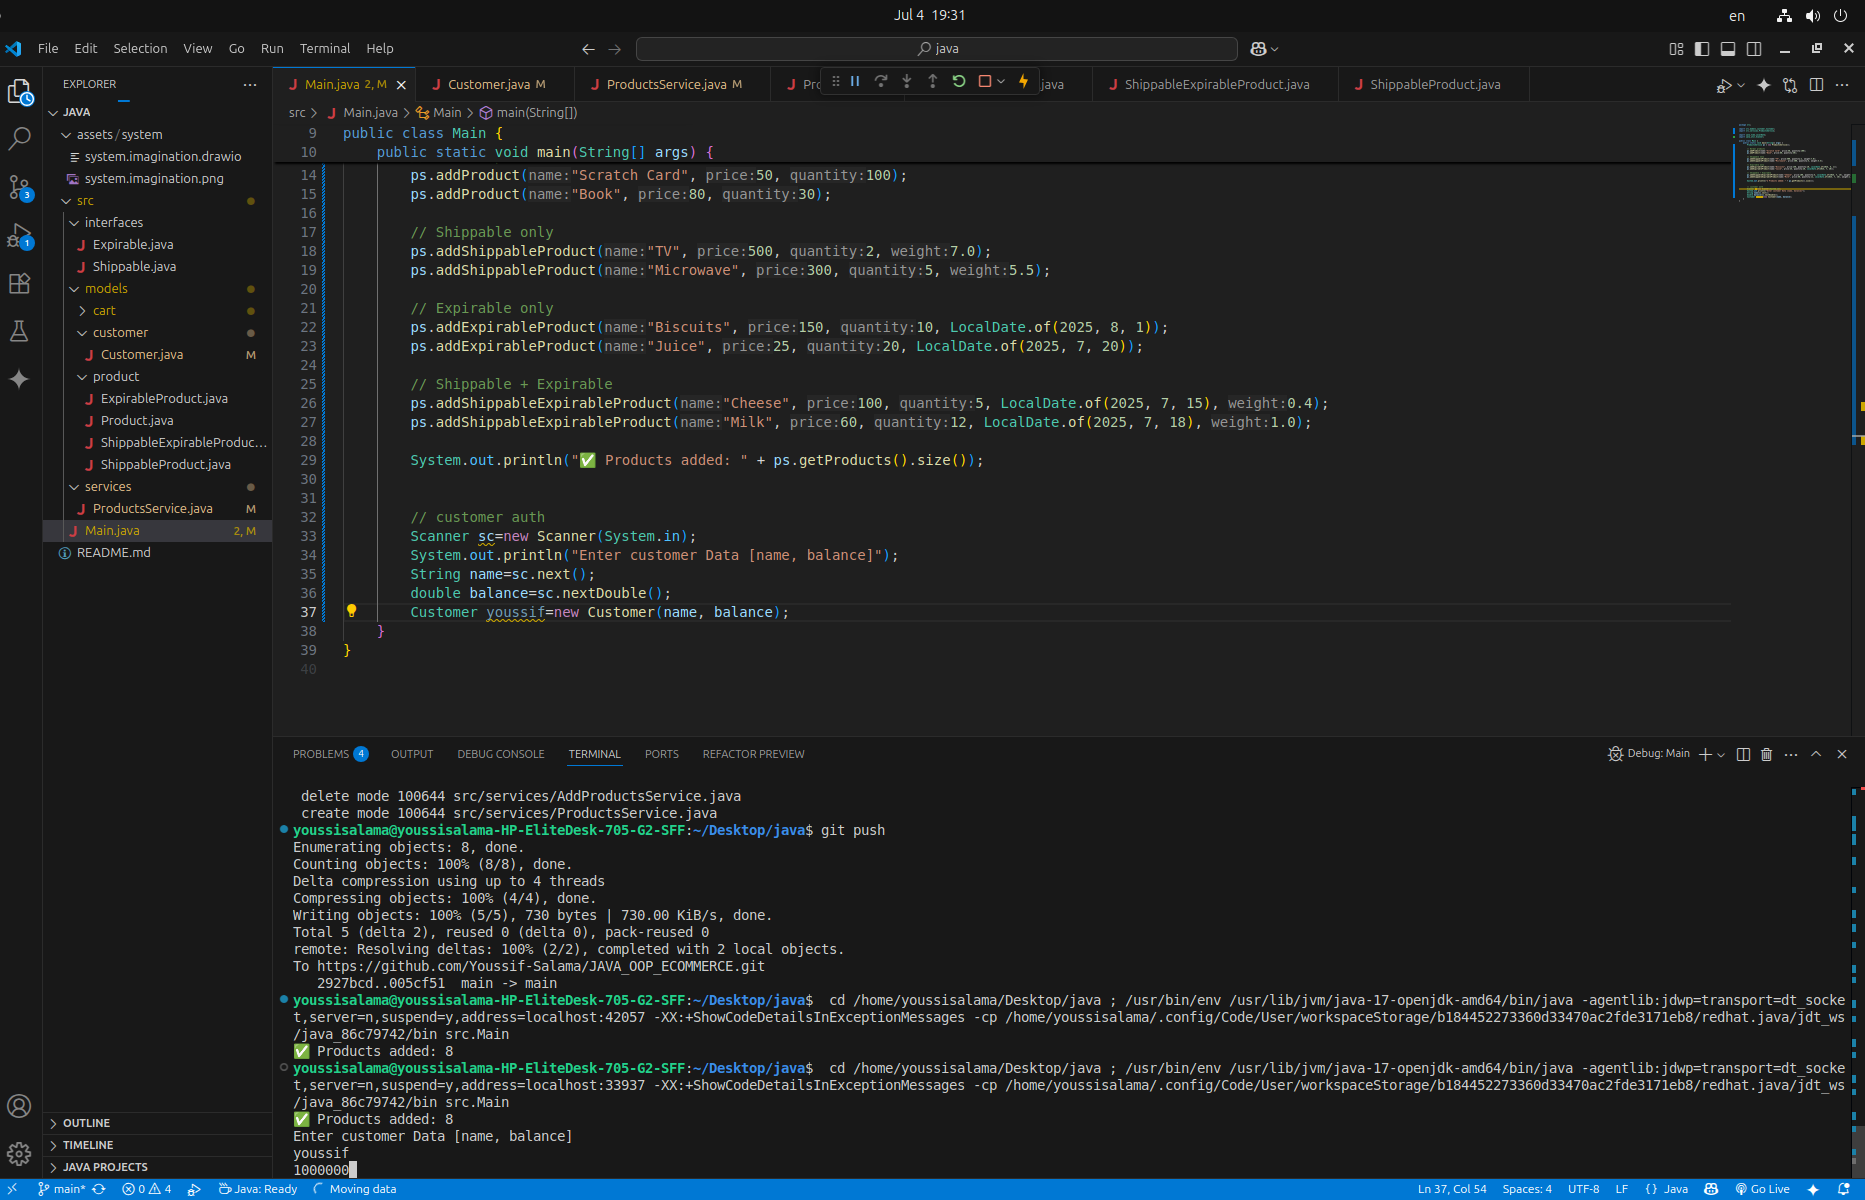 Jul 4 19:31
en
File Edit Selection View Go Run Terminal Help
java
EXPLORER
Main.java 2, M
Customer.java M
ProductsService.java M
Prc
.java
ShippableExpirableProduct.java
ShippableProduct.java
JAVA
assets/system
system.imagination.drawio
system.imagination.png
src
interfaces
Expirable.java
Shippable.java
models
cart
customer
Customer.java M
product
ExpirableProduct.java
Product.java
ShippableExpirableProduc...
ShippableProduct.java
services
ProductsService.java M
Main.java 2, M
README.md
OUTLINE
TIMELINE
JAVA PROJECTS
src > Main.java > Main > main(String[])
9 public class Main {
10 public static void main(String[] args) {
14 ps.addProduct(name:"Scratch Card", price:50, quantity:100);
15 ps.addProduct(name:"Book", price:80, quantity:30);
16
17 // Shippable only
18 ps.addShippableProduct(name:"TV", price:500, quantity:2, weight:7.0);
19 ps.addShippableProduct(name:"Microwave", price:300, quantity:5, weight:5.5);
20
21 // Expirable only
22 ps.addExpirableProduct(name:"Biscuits", price:150, quantity:10, LocalDate.of(2025, 8, 1));
23 ps.addExpirableProduct(name:"Juice", price:25, quantity:20, LocalDate.of(2025, 7, 20));
24
25 // Shippable + Expirable
26 ps.addShippableExpirableProduct(name:"Cheese", price:100, quantity:5, LocalDate.of(2025, 7, 15), weight:0.4);
27 ps.addShippableExpirableProduct(name:"Milk", price:60, quantity:12, LocalDate.of(2025, 7, 18), weight:1.0);
28
29 System.out.println("✅ Products added: " + ps.getProducts().size());
30
31
32 // customer auth
33 Scanner sc=new Scanner(System.in);
34 System.out.println("Enter customer Data [name, balance]");
35 String name=sc.next();
36 double balance=sc.nextDouble();
37 Customer youssif=new Customer(name, balance);
38 }
39 }
40
PROBLEMS 4 OUTPUT DEBUG CONSOLE TERMINAL PORTS REFACTOR PREVIEW
Debug: Main
delete mode 100644 src/services/AddProductsService.java
create mode 100644 src/services/ProductsService.java
youssisalama@youssisalama-HP-EliteDesk-705-G2-SFF:~/Desktop/java$ git push
Enumerating objects: 8, done.
Counting objects: 100% (8/8), done.
Delta compression using up to 4 threads
Compressing objects: 100% (4/4), done.
Writing objects: 100% (5/5), 730 bytes | 730.00 KiB/s, done.
Total 5 (delta 2), reused 0 (delta 0), pack-reused 0
remote: Resolving deltas: 100% (2/2), completed with 2 local objects.
To https://github.com/Youssif-Salama/JAVA_OOP_ECOMMERCE.git
2927bcd..005cf51 main -> main
youssisalama@youssisalama-HP-EliteDesk-705-G2-SFF:~/Desktop/java$ cd /home/youssisalama/Desktop/java ; /usr/bin/env /usr/lib/jvm/java-17-openjdk-amd64/bin/java -agentlib:jdwp=transport=dt_socke
t,server=n,suspend=y,address=localhost:42057 -XX:+ShowCodeDetailsInExceptionMessages -cp /home/youssisalama/.config/Code/User/workspaceStorage/b184452273360d33470ac2fde3171eb8/redhat.java/jdt_ws
/java_86c79742/bin src.Main
✅ Products added: 8
youssisalama@youssisalama-HP-EliteDesk-705-G2-SFF:~/Desktop/java$ cd /home/youssisalama/Desktop/java ; /usr/bin/env /usr/lib/jvm/java-17-openjdk-amd64/bin/java -agentlib:jdwp=transport=dt_socke
t,server=n,suspend=y,address=localhost:33937 -XX:+ShowCodeDetailsInExceptionMessages -cp /home/youssisalama/.config/Code/User/workspaceStorage/b184452273360d33470ac2fde3171eb8/redhat.java/jdt_ws
/java_86c79742/bin src.Main
✅ Products added: 8
Enter customer Data [name, balance]
youssif
1000000
main* 0 4 Java: Ready Moving data
Ln 37, Col 54 Spaces: 4 UTF-8 LF {} Java Go Live